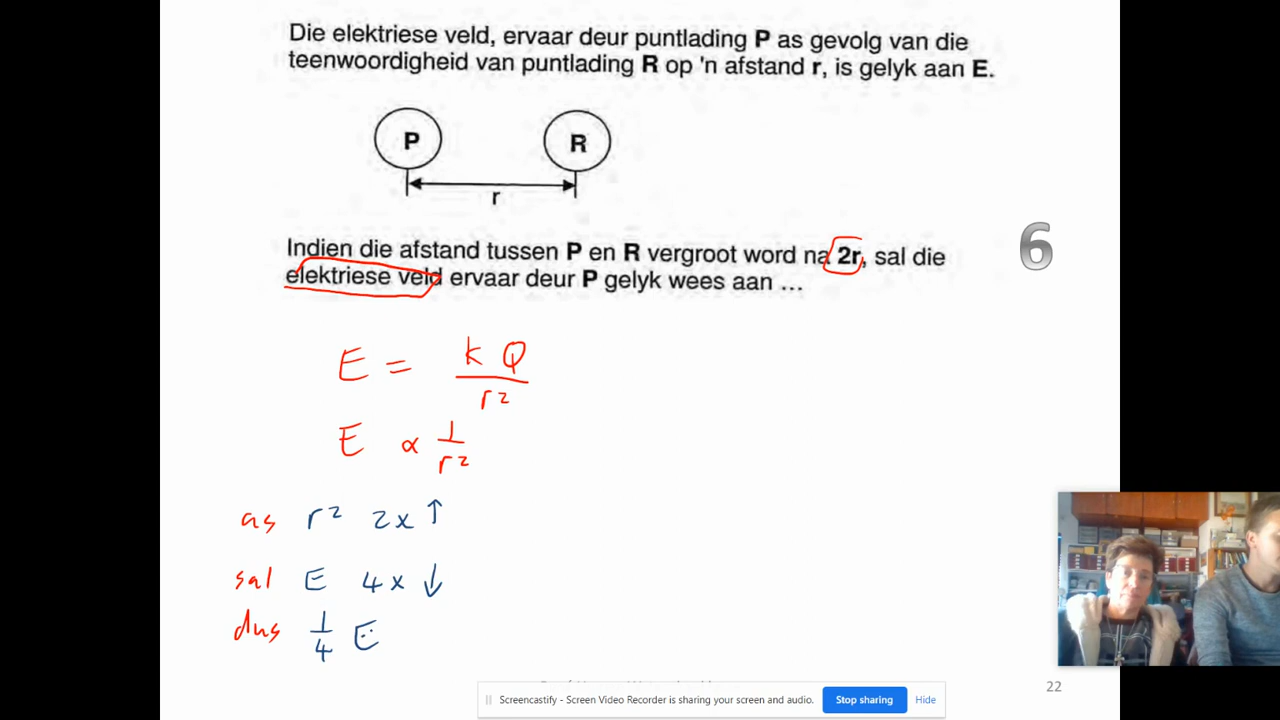 Die elektriese veld, ervaar deur puntlading P as gevolg van die
teenwoordigheid van puntlading R op 'n afstand r, is gelyk aan E.
P
R
r
Indien die afstand tussen P en R vergroot word na 2r, sal die
elektriese veld ervaar deur P gelyk wees aan ...
6
E = k Q / r²
E ∝ 1 / r²
as r² 2x ↑
sal E 4x ↓
dus 1/4 E
22
Screencastify - Screen Video Recorder is sharing your screen and audio.
Stop sharing
Hide